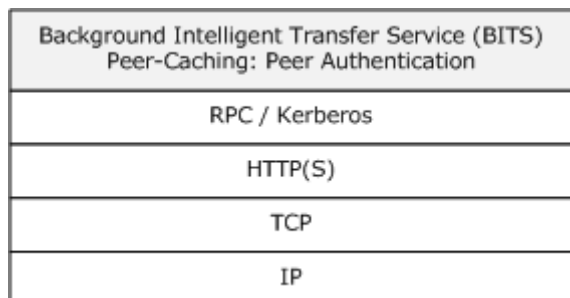 Background Intelligent Transfer Service (BITS)
Peer-Caching: Peer Authentication
RPC / Kerberos
HTTP(S)
TCP
IP